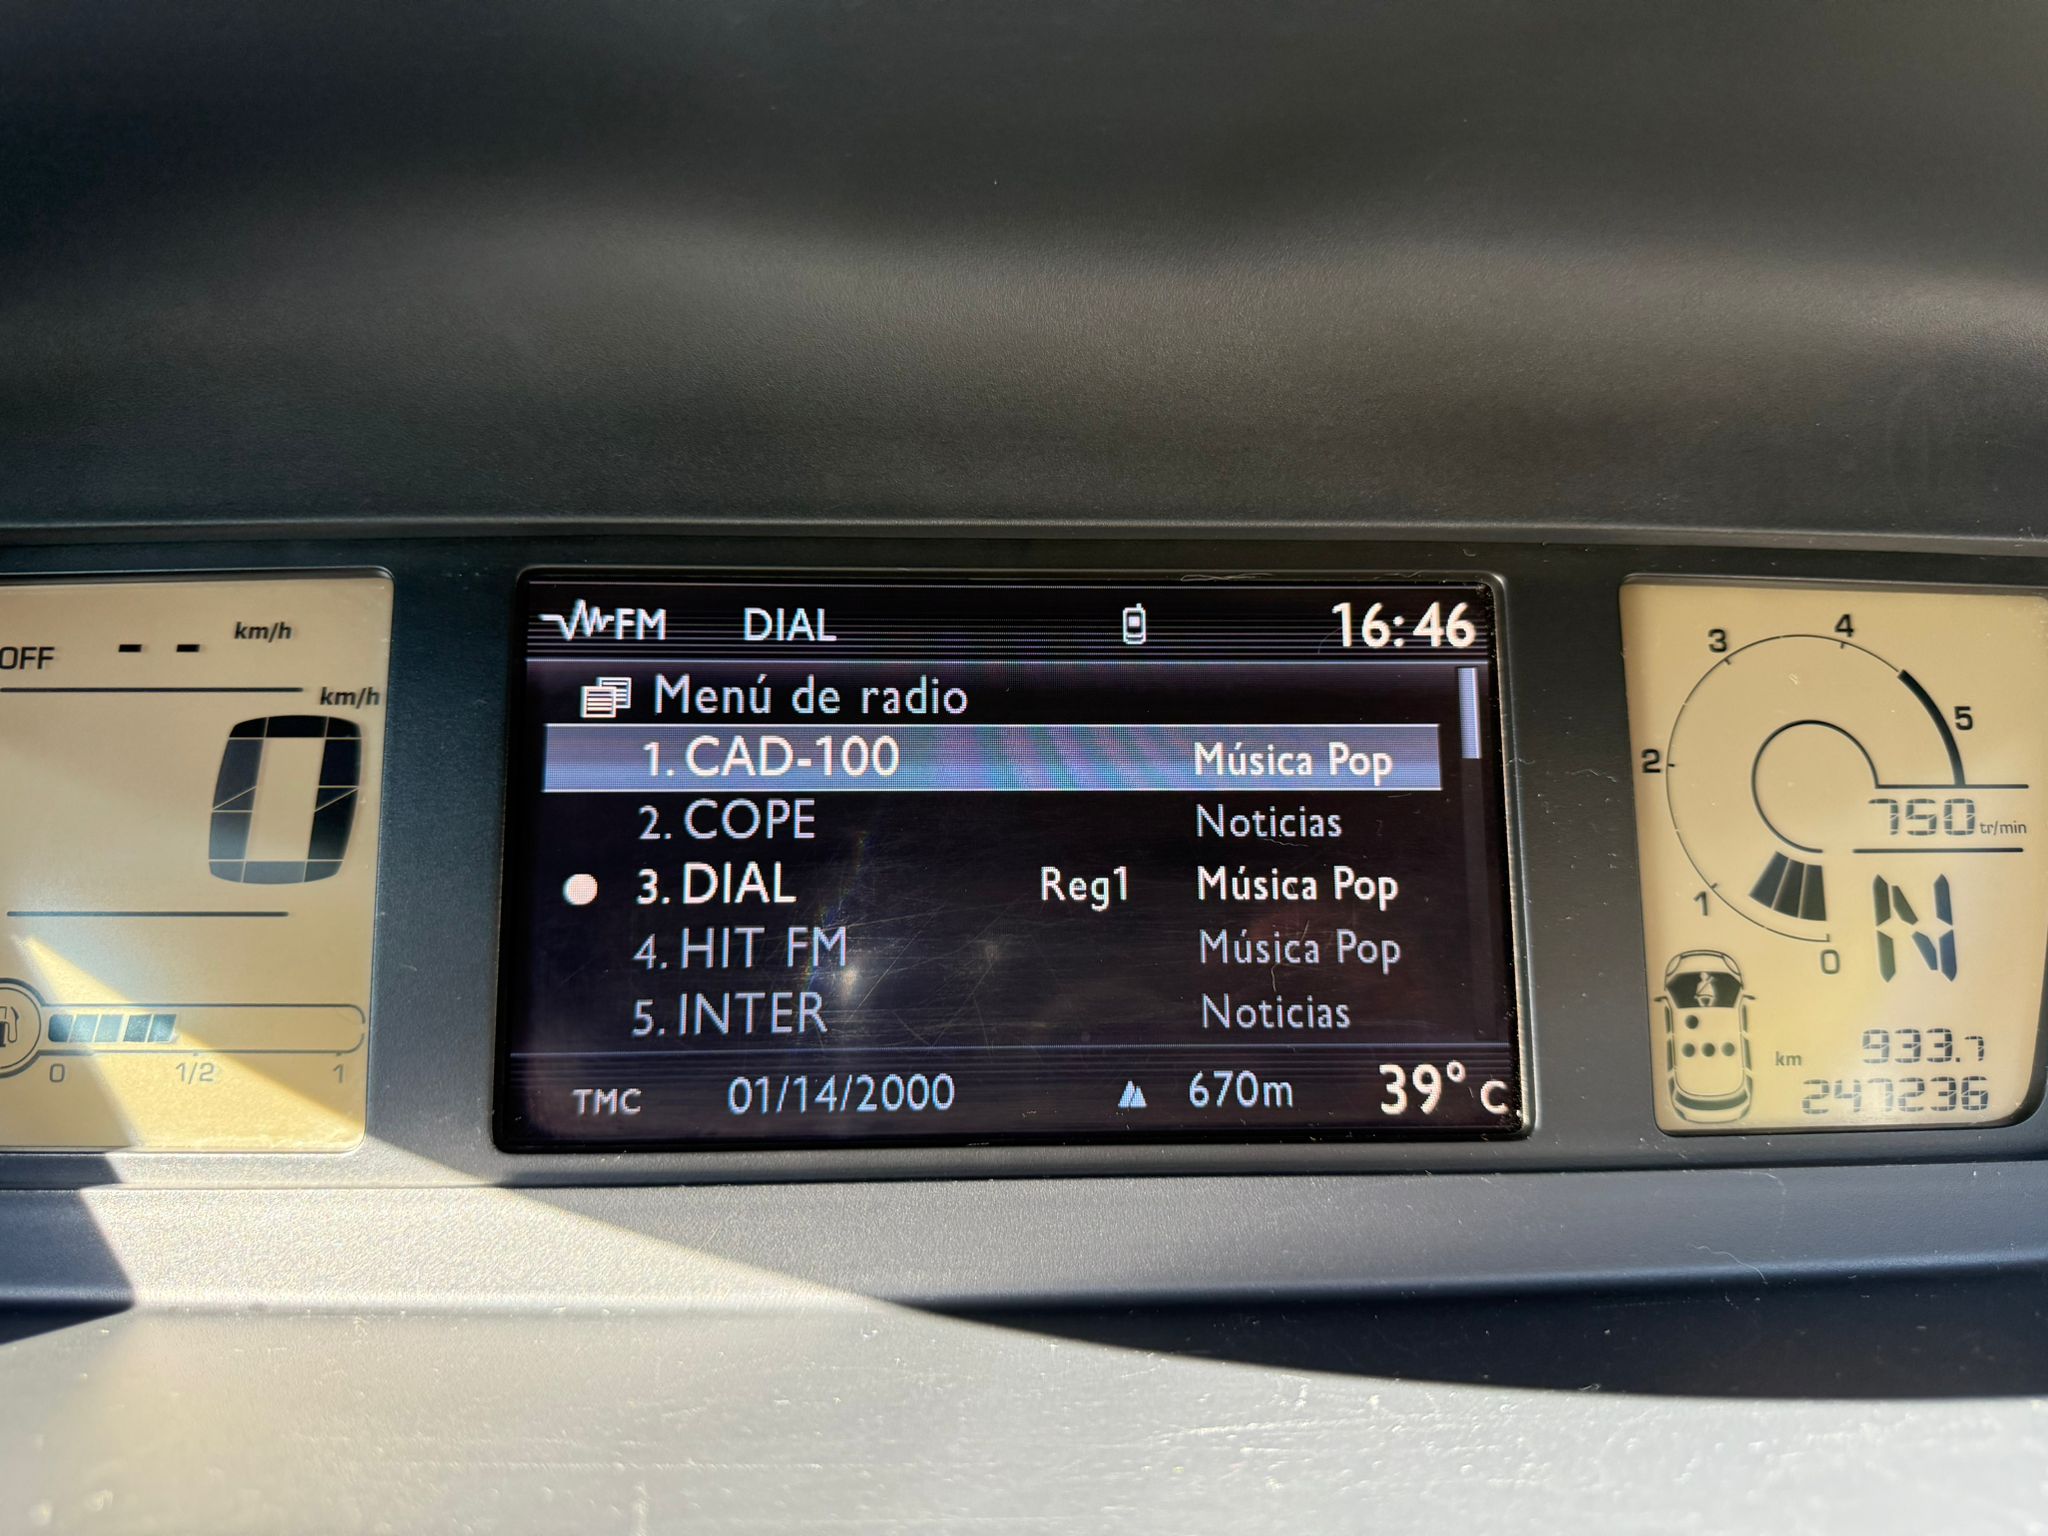 OFF -- km/h
km/h
0
0 1/2 1
FM DIAL 16:46
Menú de radio
1. CAD-100 Música Pop
2. COPE Noticias
3. DIAL Reg1 Música Pop
4. HIT FM Música Pop
5. INTER Noticias
TMC 01/14/2000 670m 39° C.
3 4
5
2
750 tr/min
1
0
N
933.7
km
247236